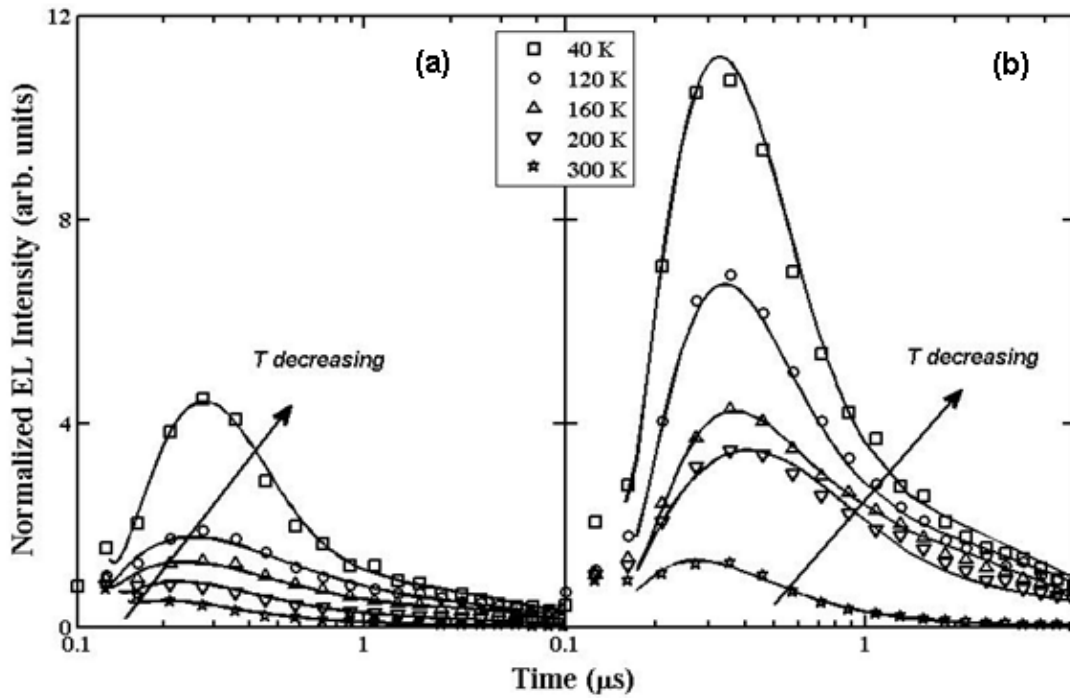 12
(a)
40 K
120 K
160 K
200 K
300 K
(b)
8
4
0
T decreasing
T decreasing
0.1
1
0.1
1
Normalized EL Intensity (arb. units)
Time (μs)